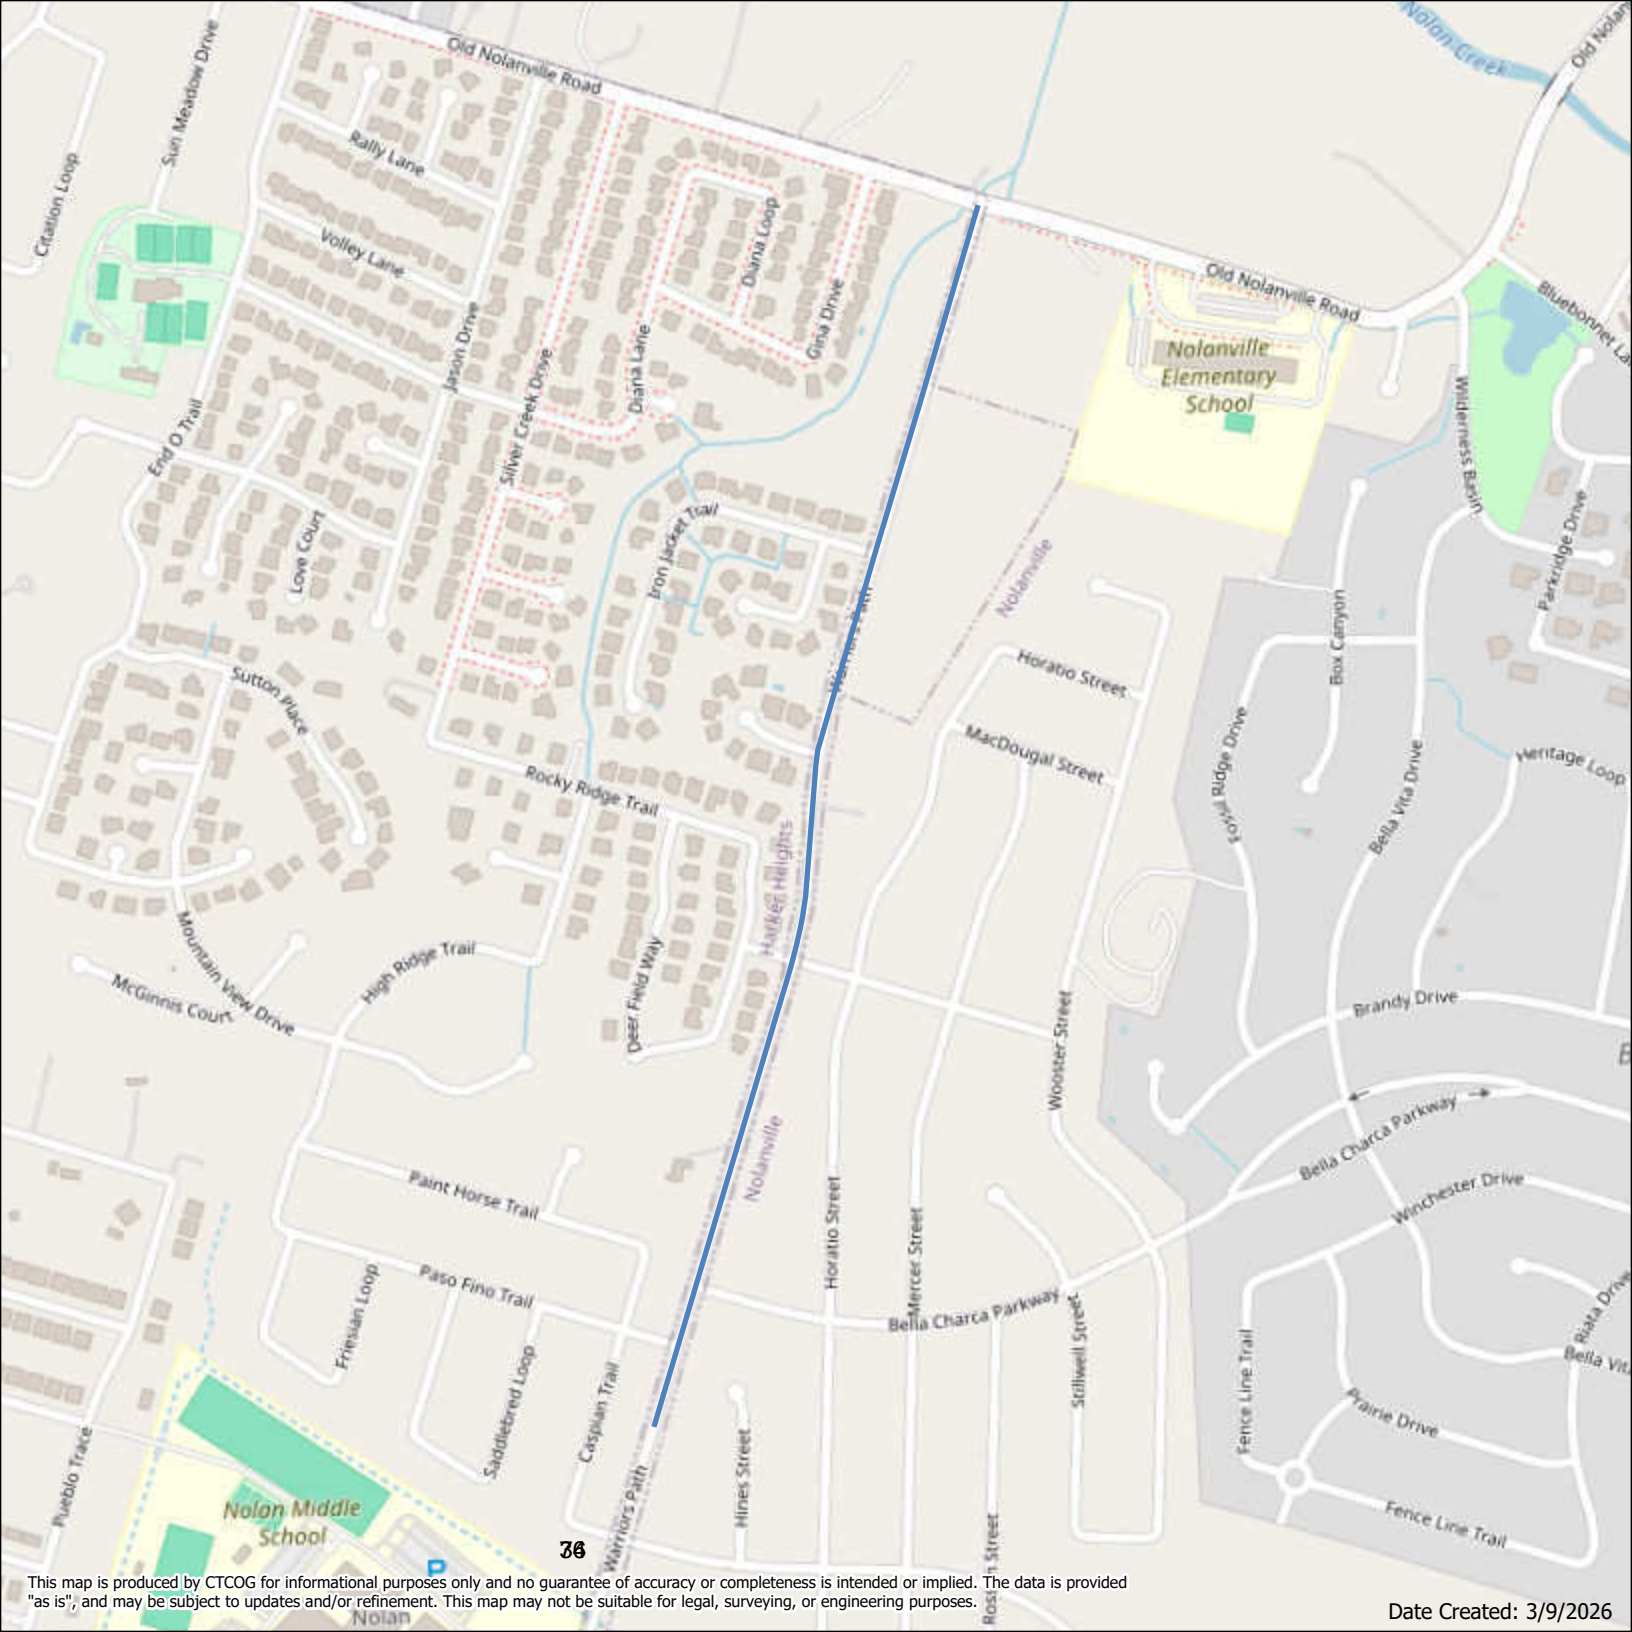 Nolan Creek
Old Nolan
Old Nolanville Road
Sun Meadow Drive
Citation Loop
Rally Lane
Volley Lane
Diana Loop
Gina Drive
Diana Lane
Jason Drive
Silver Creek Drive
End O Trail
Love Court
Old Nolanville Road
Bluebonnet La
Nolanville
Elementary
School
Wilderness Basin
Parkridge Drive
Iron Jacket Trail
Nolanville
Box Canyon
Horatio Street
MacDougal Street
Sutton Place
Rocky Ridge Trail
Fossil Ridge Drive
Bella Vita Drive
Heritage Loop
Harker Heights
Mountain View Drive
McGinnis Court
High Ridge Trail
Deer Field Way
Wooster Street
Brandy Drive
B
Nolanville
Bella Charca Parkway
Winchester Drive
Paint Horse Trail
Paso Fino Trail
Friesian Loop
Saddlebred Loop
Caspian Trail
Horatio Street
Mercer Street
Bella Charca Parkway
Stillwell Street
Fence Line Trail
Riata Drive
Bella Vit
Prairie Drive
Fence Line Trail
Pueblo Trace
Nolan Middle
School
Warriors Path
Hines Street
P
Nolan
This map is produced by CTCOG for informational purposes only and no guarantee of accuracy or completeness is intended or implied. The data is provided
"as is", and may be subject to updates and/or refinement. This map may not be suitable for legal, surveying, or engineering purposes.
Date Created: 3/9/2026